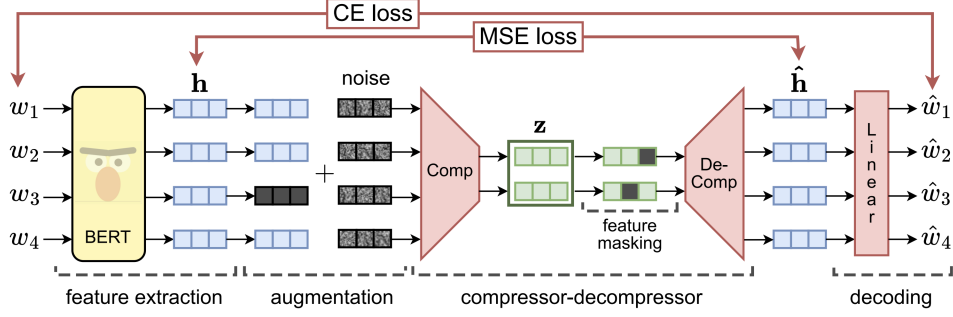 CE loss
MSE loss
h
noise
ĥ
w₁
w₂
w₃
w₄
BERT
+
Comp
z
feature
masking
De-
Comp
Linear
ŵ₁
ŵ₂
ŵ₃
ŵ₄
feature extraction
augmentation
compressor-decompressor
decoding